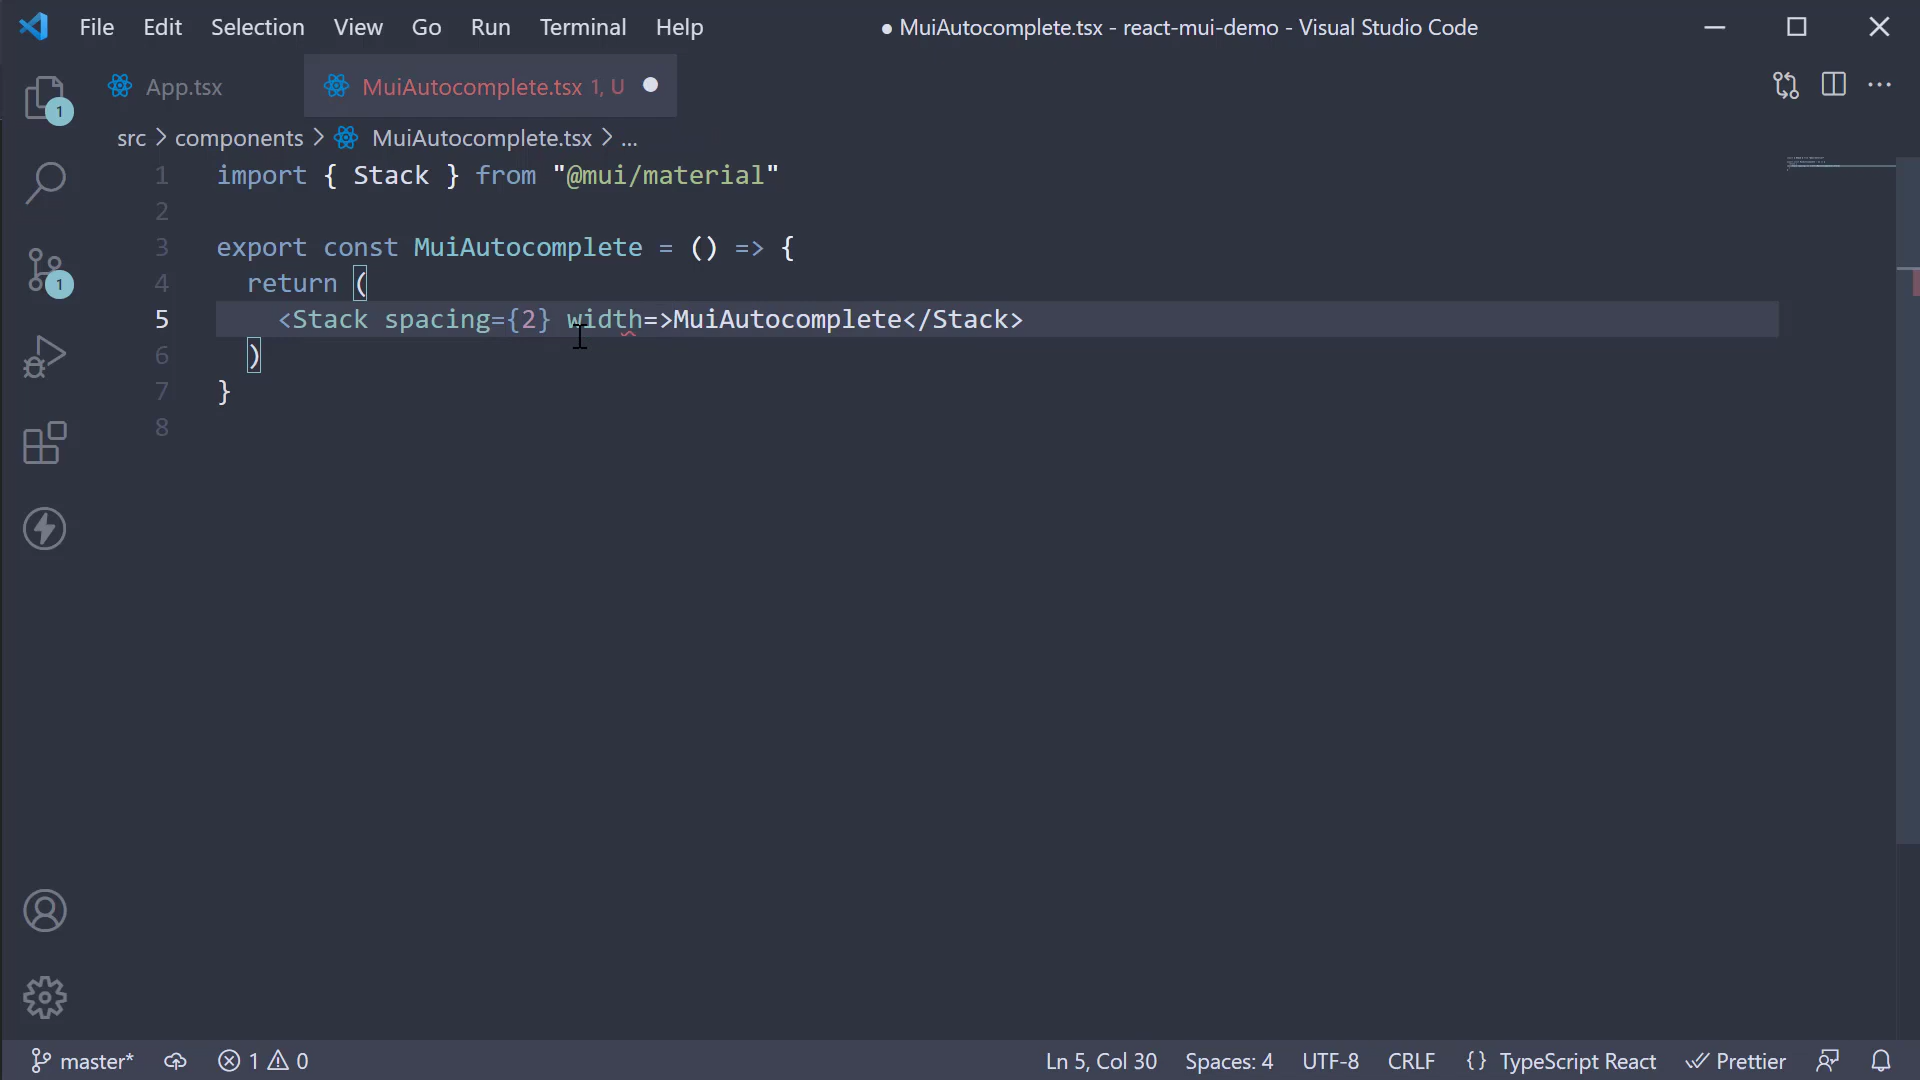 File Edit Selection View Go Run Terminal Help
● MuiAutocomplete.tsx - react-mui-demo - Visual Studio Code
App.tsx
MuiAutocomplete.tsx 1, U
src > components > MuiAutocomplete.tsx > ...
1 import { Stack } from "@mui/material"
2
3 export const MuiAutocomplete = () => {
4 return (
5 <Stack spacing={2} width=>MuiAutocomplete</Stack>
6 )
7 }
8
1
1
master* 1 0 Ln 5, Col 30 Spaces: 4 UTF-8 CRLF {} TypeScript React Prettier